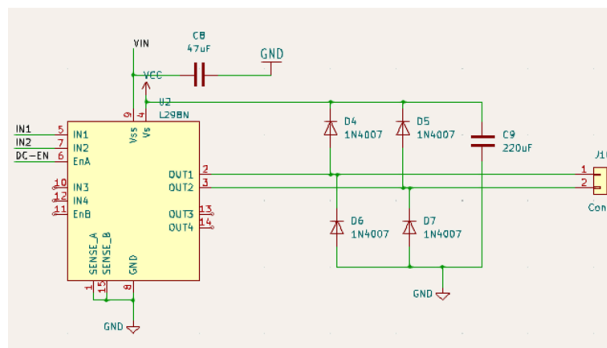 VIN
C8
47uF
GND
VCC
U2
L298N
9
4
Vss
Vs
IN1
5
IN1
IN2
7
IN2
DC-EN
6
EnA
10
IN3
12
IN4
11
EnB
OUT1
2
OUT2
3
OUT3
13
OUT4
14
SENSE_A
SENSE_B
GND
1
15
8
GND
D4
1N4007
D5
1N4007
C9
220uF
D6
1N4007
D7
1N4007
GND
1
2
Con